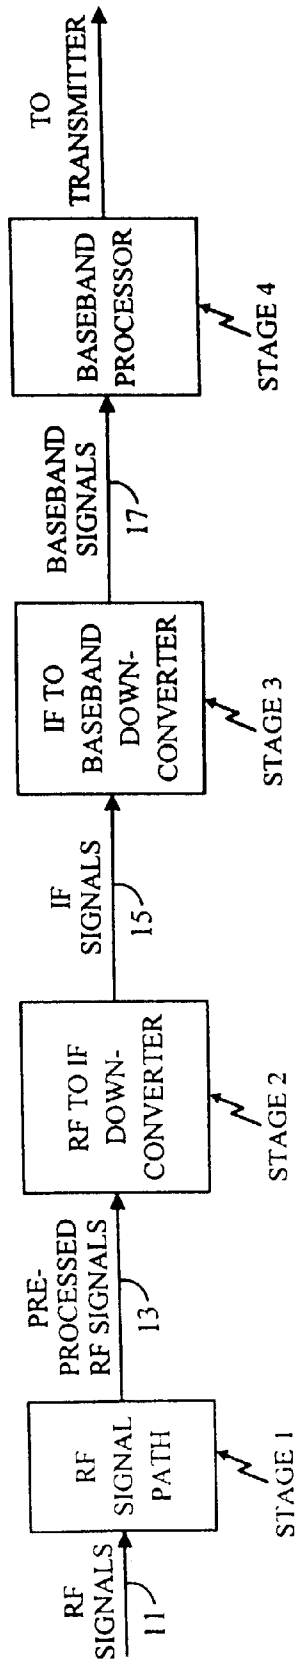 RF
SIGNALS
11
RF
SIGNAL
PATH
STAGE 1
PRE-
PROCESSED
RF SIGNALS
13
RF TO IF
DOWN-
CONVERTER
STAGE 2
IF
SIGNALS
15
IF TO
BASEBAND
DOWN-
CONVERTER
STAGE 3
BASEBAND
SIGNALS
17
BASEBAND
PROCESSOR
STAGE 4
TO
TRANSMITTER